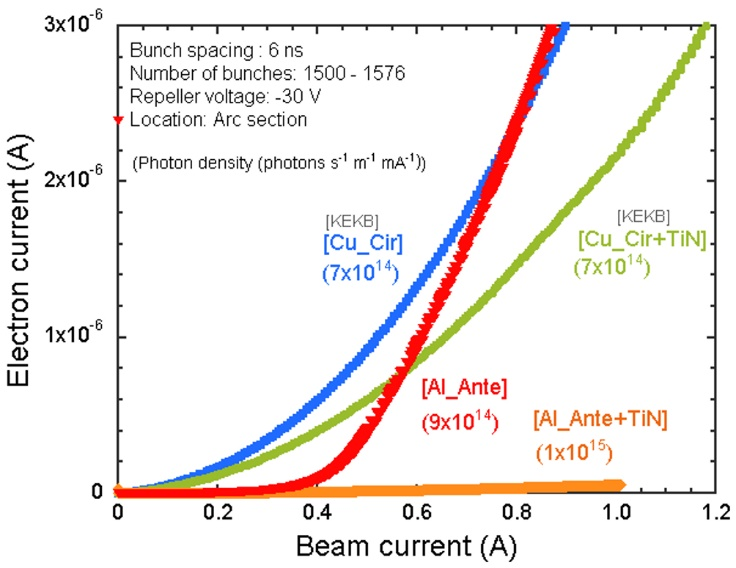 3x10-6
Bunch spacing : 6 ns
Number of bunches: 1500 - 1576
Repeller voltage: -30 V
Location: Arc section
(Photon density (photons s-1 m-1 mA-1))
2x10-6
[KEKB]
[Cu_Cir]
(7x1014)
[KEKB]
[Cu_Cir+TiN]
(7x1014)
Electron current (A)
1x10-6
[Al_Ante]
(9x1014)
[Al_Ante+TiN]
(1x1015)
0
0 0.2 0.4 0.6 0.8 1.0 1.2
Beam current (A)